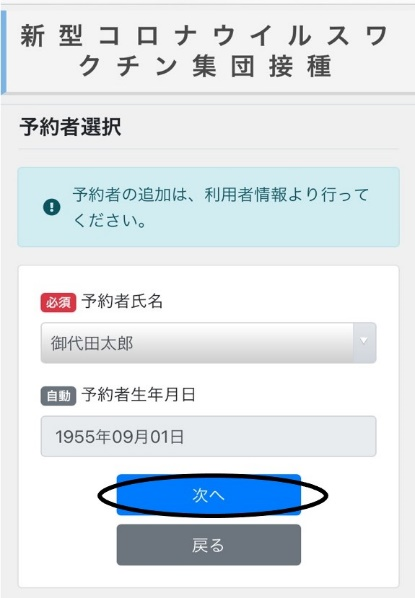 新型コロナウイルスワ
クチン集団接種
予約者選択
予約者の追加は、利用者情報より行って
ください。
必須 予約者氏名
御代田太郎
自動 予約者生年月日
1955年09月01日
次へ
戻る